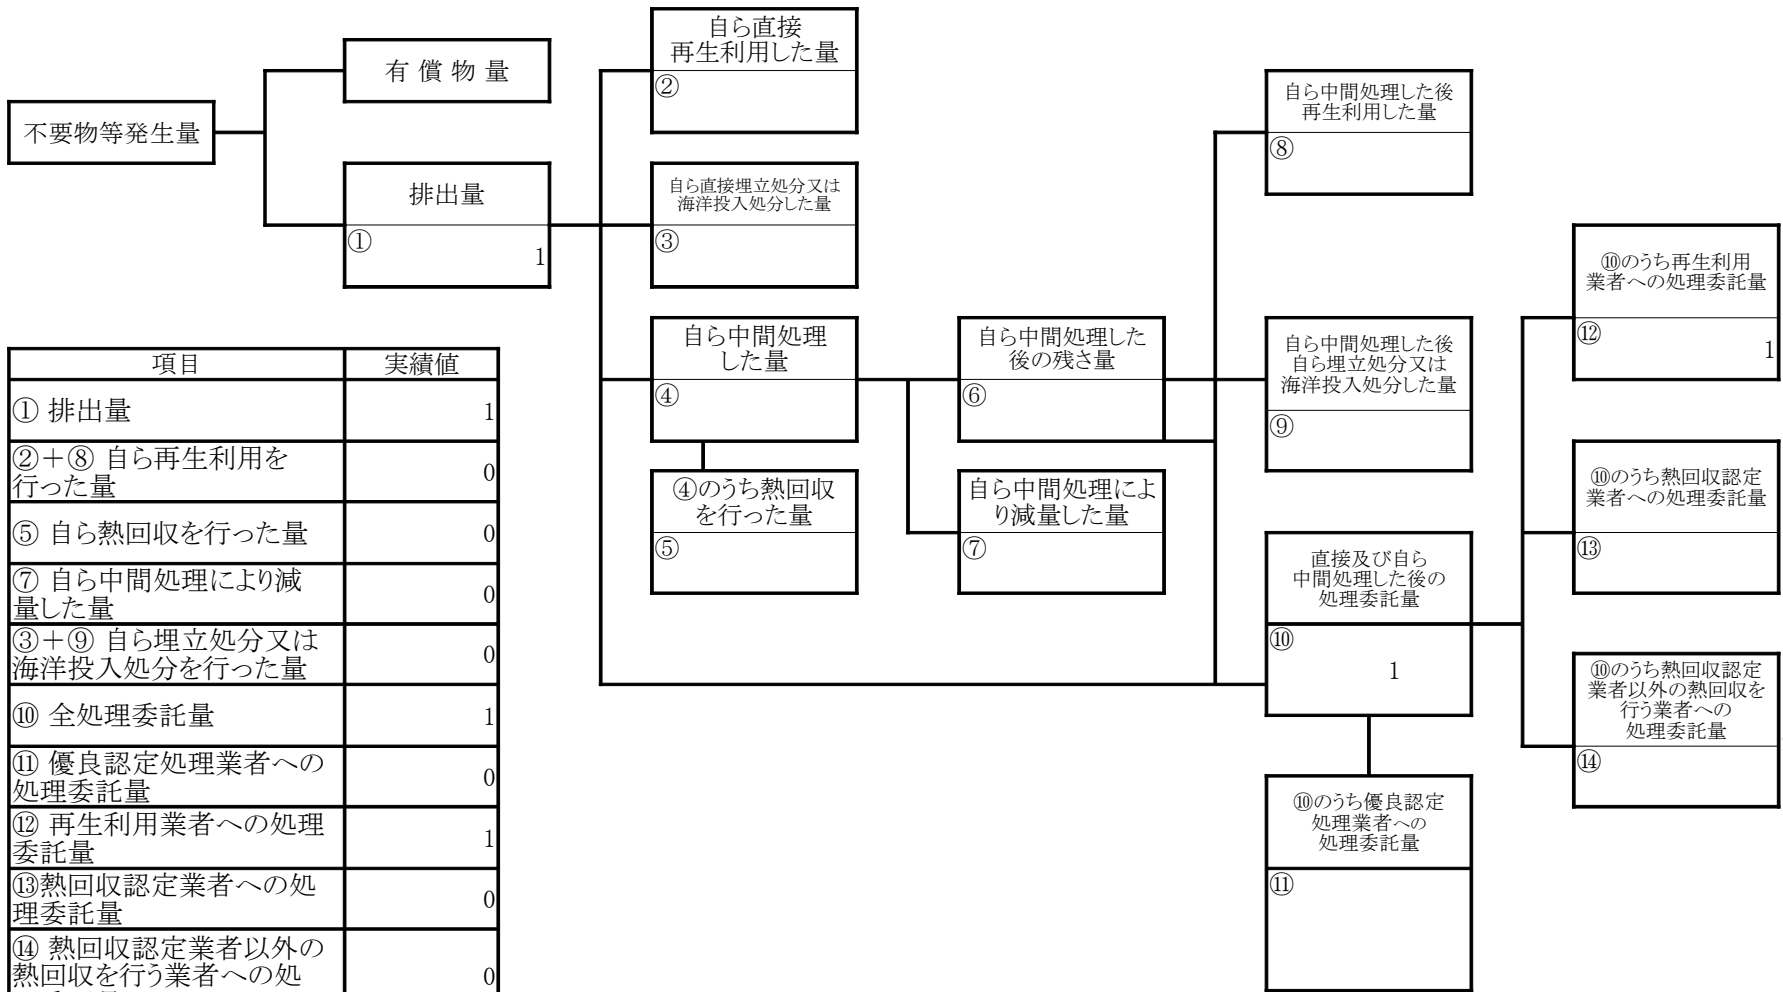 不要物等発生量
有 償 物 量
排出量
①
1
自ら直接
再生利用した量
②
自ら直接埋立処分又は
海洋投入処分した量
③
自ら中間処理
した量
④
④のうち熱回収
を行った量
⑤
自ら中間処理した
後の残さ量
⑥
自ら中間処理によ
り減量した量
⑦
自ら中間処理した後
再生利用した量
⑧
自ら中間処理した後
自ら埋立処分又は
海洋投入処分した量
⑨
直接及び自ら
中間処理した後の
処理委託量
⑩
1
⑩のうち優良認定
処理業者への
処理委託量
⑪
⑩のうち再生利用
業者への処理委託量
⑫
1
⑩のうち熱回収認定
業者への処理委託量
⑬
⑩のうち熱回収認定
業者以外の熱回収を
行う業者への
処理委託量
⑭
項目 実績値
① 排出量 1
②＋⑧ 自ら再生利用を
行った量 0
⑤ 自ら熱回収を行った量 0
⑦ 自ら中間処理により減
量した量 0
③＋⑨ 自ら埋立処分又は
海洋投入処分を行った量 0
⑩ 全処理委託量 1
⑪ 優良認定処理業者への
処理委託量 0
⑫ 再生利用業者への処理
委託量 1
⑬熱回収認定業者への処
理委託量 0
⑭ 熱回収認定業者以外の
熱回収を行う業者への処 0